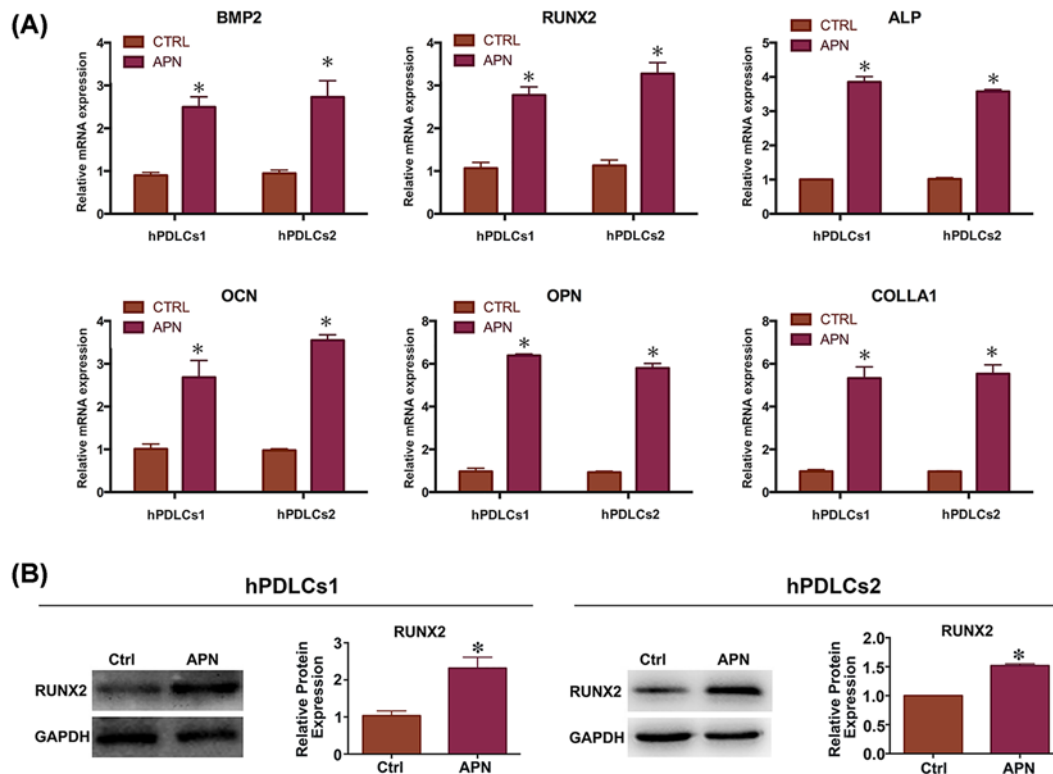 (A)
BMP2
CTRL
APN
Relative mRNA expression
4
3
2
1
0
*
*
hPDLCs1
hPDLCs2
RUNX2
CTRL
APN
Relative mRNA expression
4
3
2
1
0
*
*
hPDLCs1
hPDLCs2
ALP
CTRL
APN
Relative mRNA expression
5
4
3
2
1
0
*
*
hPDLCs1
hPDLCs2
OCN
CTRL
APN
Relative mRNA expression
4
3
2
1
0
*
*
hPDLCs1
hPDLCs2
OPN
CTRL
APN
Relative mRNA expression
8
6
4
2
0
*
*
hPDLCs1
hPDLCs2
COLLA1
CTRL
APN
Relative mRNA expression
8
6
4
2
0
*
*
hPDLCs1
hPDLCs2
(B)
hPDLCs1
Ctrl APN
RUNX2
GAPDH
RUNX2
Relative Protein
Expression
3
2
1
0
*
Ctrl APN
hPDLCs2
Ctrl APN
RUNX2
GAPDH
RUNX2
Relative Protein
Expression
2.0
1.5
1.0
0.5
0.0
*
Ctrl APN